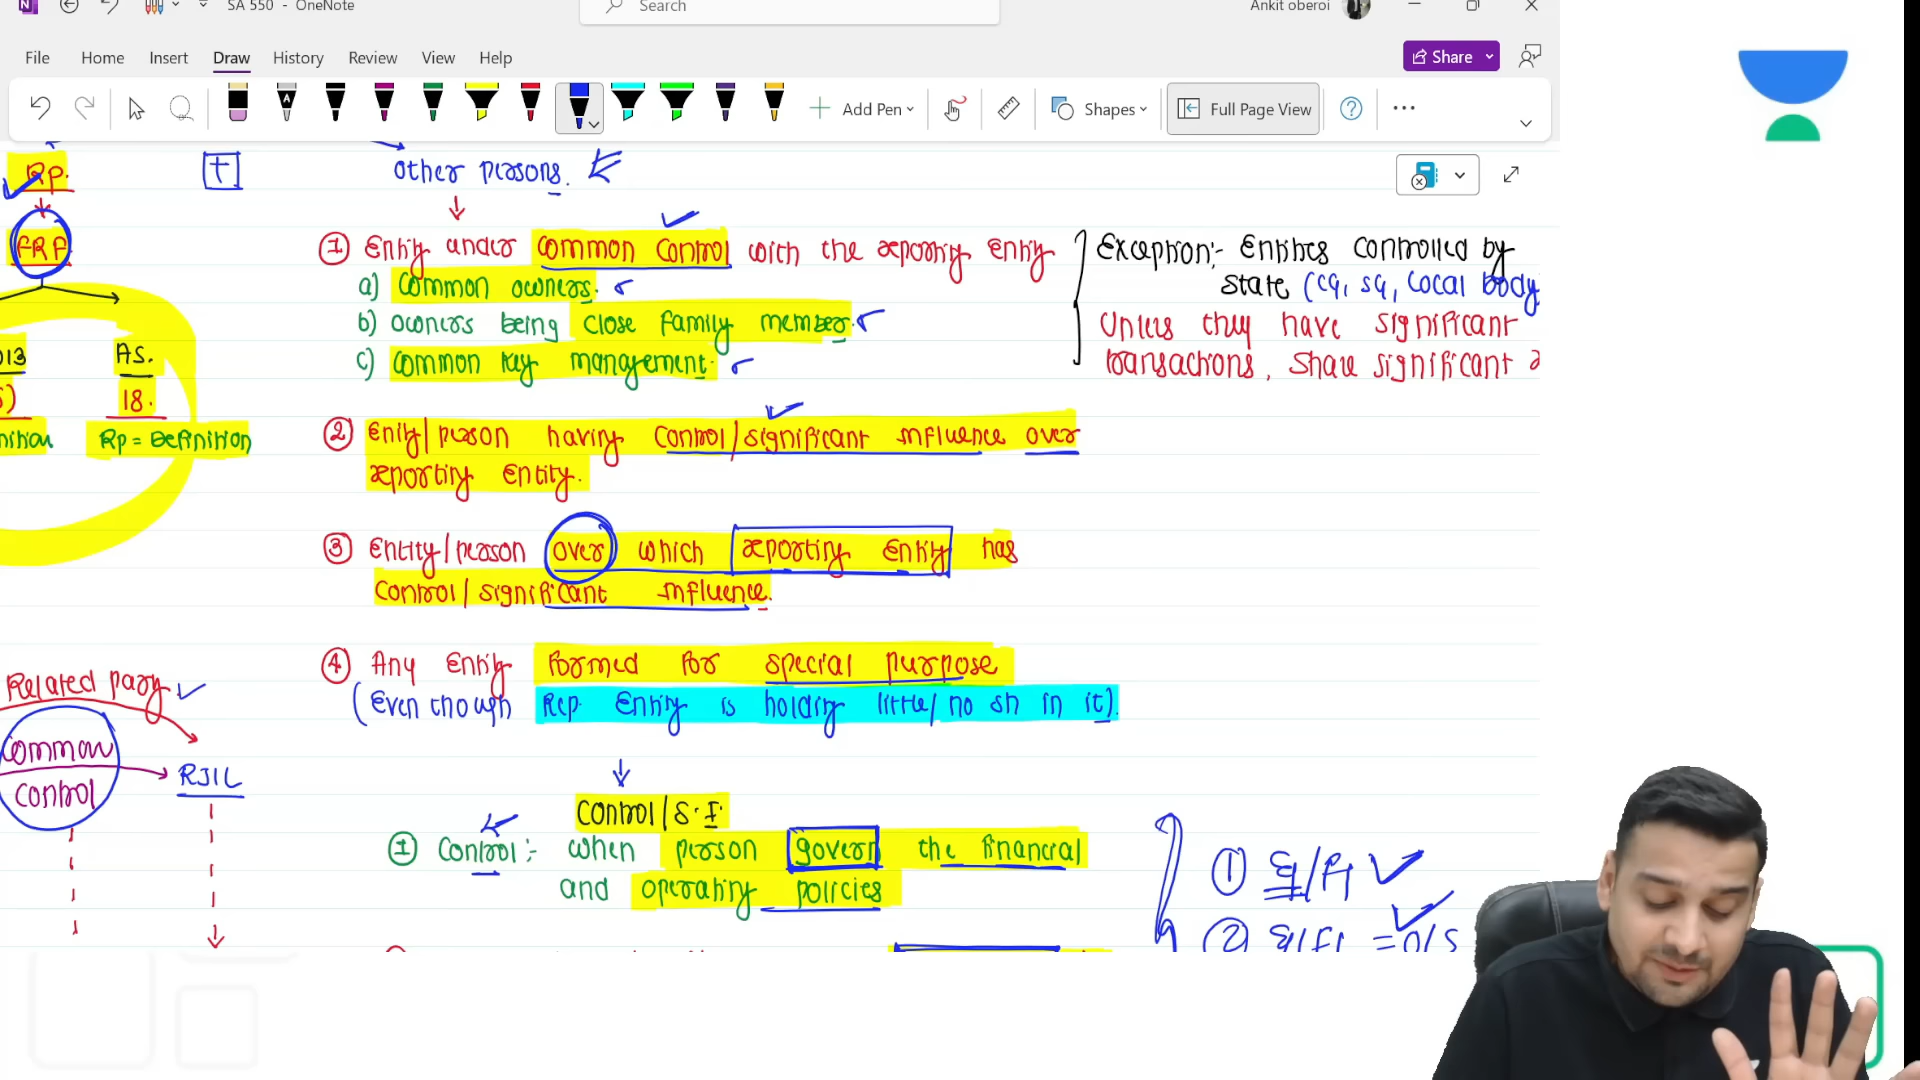 SA 550 - OneNote
Search
Ankit oberoi
File Home Insert Draw History Review View Help
Share
Add Pen
Shapes
Full Page View
RP.
+
other persons.
FRF
① Entity under common control with the reporting entity
a) Common owners.
b) owners being close family member.
c) Common key management.
Exception:- Entities controlled by
state (CG, SG, Local body
Unless they have significant
transactions, share significant
013
AS.
18.
RP = Definition
② Entity/person having control/significant influence over
reporting entity.
③ Entity/person over which reporting entity has
control/significant influence.
④ Any entity formed for special purpose
(Even though Rep. Entity is holding little/no sh in it).
Related party
Common
control
RJIL
Control/S.I.
① Control:- when person govern the financial
and operating policies
①
②
= O/S